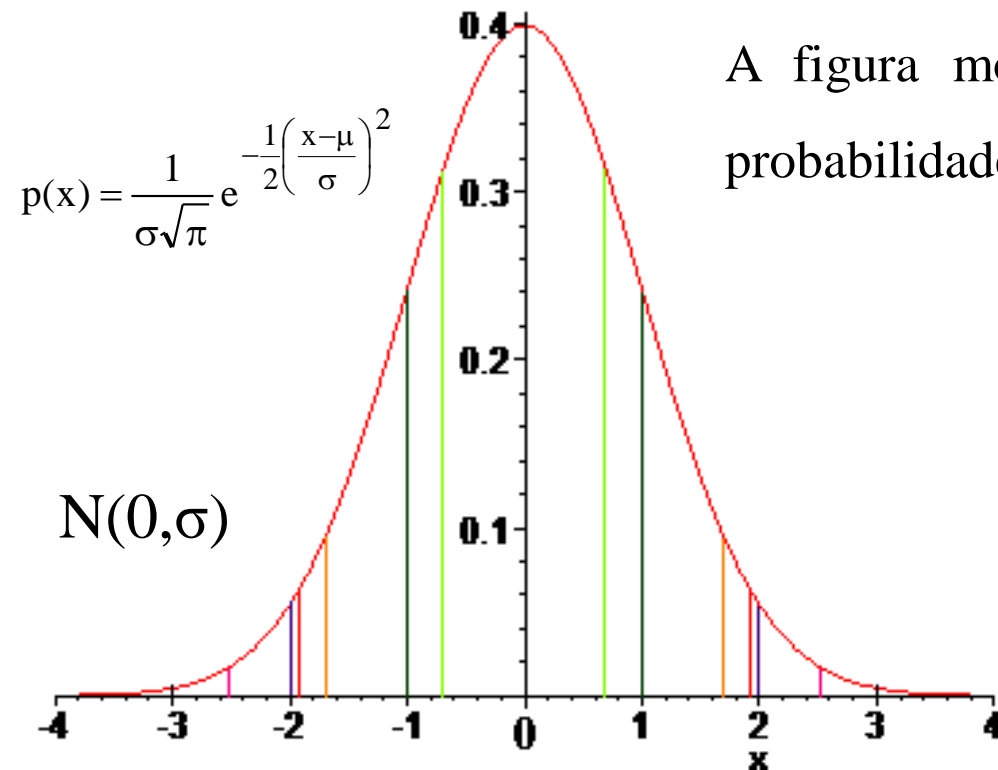 0.4
A figura
probabilidade
p(x) = 1/(σ√π) e^(-1/2((x-μ)/σ)^2)
0.3
0.2
N(0,σ)
0.1
-4 -3 -2 -1 0 1 2 3 4
x